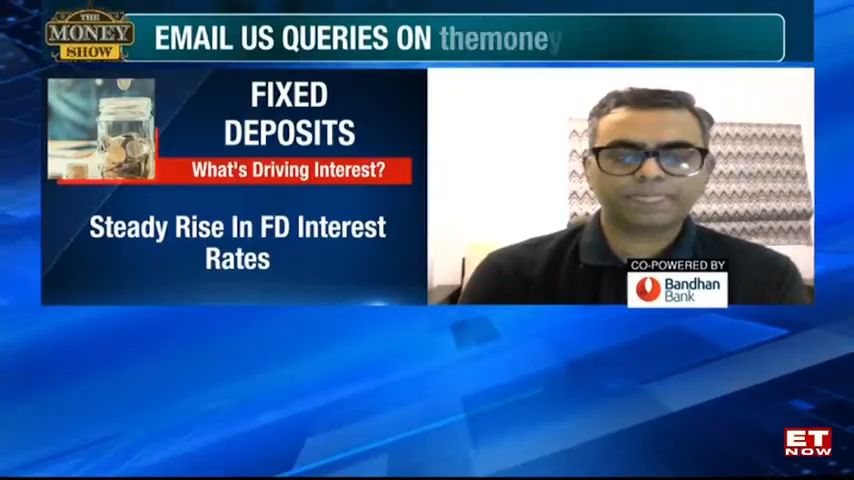 THE
MONEY
SHOW
EMAIL US QUERIES ON themoney
FIXED
DEPOSITS
What's Driving Interest?
Steady Rise In FD Interest
Rates
CO-POWERED BY
Bandhan
Bank
ET
NOW